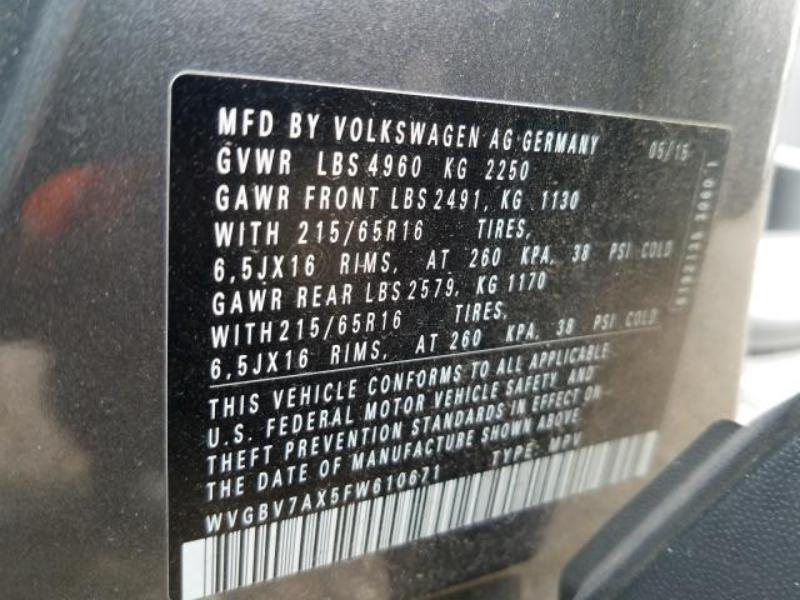 MFD BY VOLKSWAGEN AG GERMANY 05/15
GVWR LBS 4960 KG 2250
GAWR FRONT LBS 2491, KG 1130
WITH 215/65R16 TIRES,
6,5JX16 RIMS, AT 260 KPA, 38 PSI COLD
GAWR REAR LBS 2579, KG 1170
WITH 215/65R16 TIRES,
6,5JX16 RIMS, AT 260 KPA, 38 PSI COLD
THIS VEHICLE CONFORMS TO ALL APPLICABLE
U.S. FEDERAL MOTOR VEHICLE SAFETY AND
THEFT PREVENTION STANDARDS IN EFFECT ON
THE DATE OF MANUFACTURE SHOWN ABOVE
WVGBV7AX5FW610671 TYPE: MPV